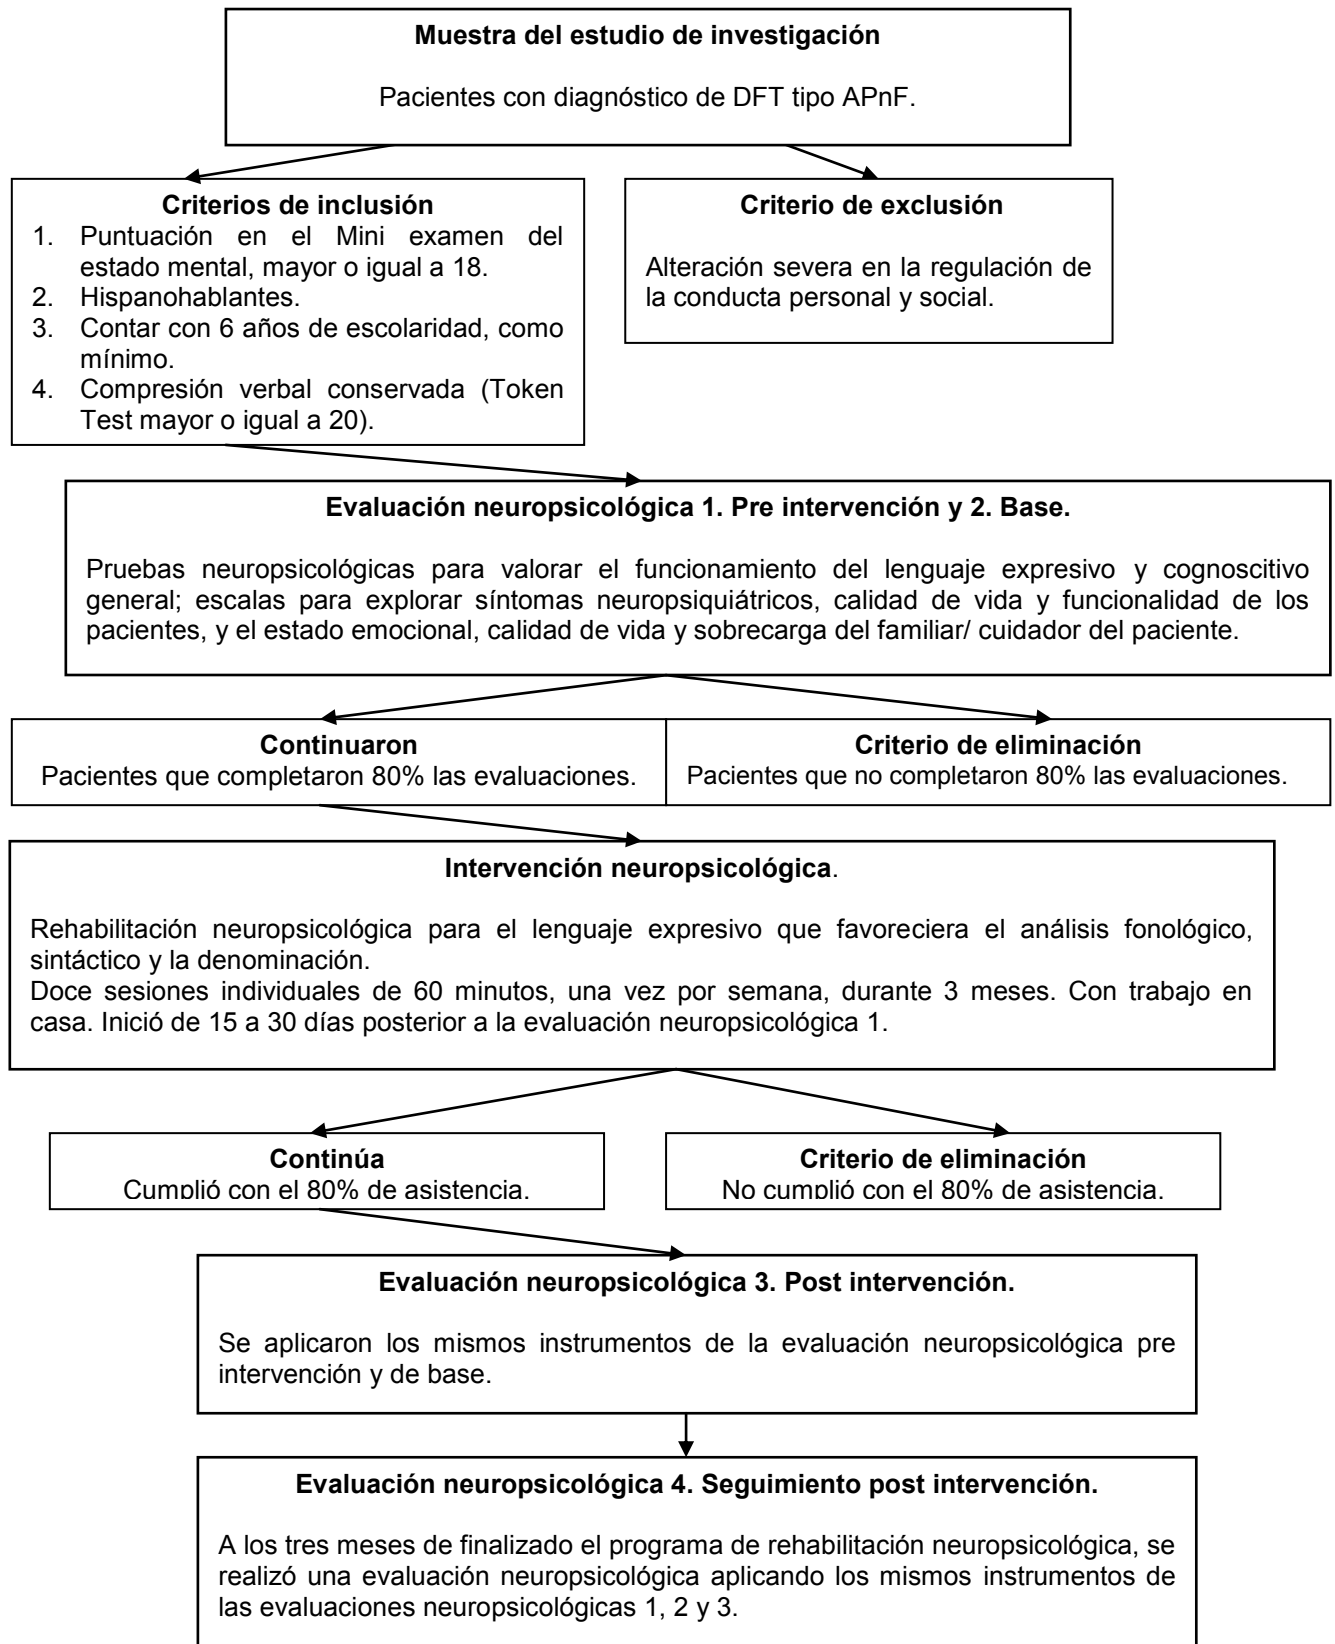 Muestra del estudio de investigación
Pacientes con diagnóstico de DFT tipo APnF.
Criterios de inclusión
1. Puntuación en el Mini examen del
estado mental, mayor o igual a 18.
2. Hispanohablantes.
3. Contar con 6 años de escolaridad, como
mínimo.
4. Compresión verbal conservada (Token
Test mayor o igual a 20).
Criterio de exclusión
Alteración severa en la regulación de
la conducta personal y social.
Evaluación neuropsicológica 1. Pre intervención y 2. Base.
Pruebas neuropsicológicas para valorar el funcionamiento del lenguaje expresivo y cognoscitivo
general; escalas para explorar síntomas neuropsiquiátricos, calidad de vida y funcionalidad de los
pacientes, y el estado emocional, calidad de vida y sobrecarga del familiar/ cuidador del paciente.
Continuaron
Pacientes que completaron 80% las evaluaciones.
Criterio de eliminación
Pacientes que no completaron 80% las evaluaciones.
Intervención neuropsicológica.
Rehabilitación neuropsicológica para el lenguaje expresivo que favoreciera el análisis fonológico,
sintáctico y la denominación.
Doce sesiones individuales de 60 minutos, una vez por semana, durante 3 meses. Con trabajo en
casa. Inició de 15 a 30 días posterior a la evaluación neuropsicológica 1.
Continúa
Cumplió con el 80% de asistencia.
Criterio de eliminación
No cumplió con el 80% de asistencia.
Evaluación neuropsicológica 3. Post intervención.
Se aplicaron los mismos instrumentos de la evaluación neuropsicológica pre
intervención y de base.
Evaluación neuropsicológica 4. Seguimiento post intervención.
A los tres meses de finalizado el programa de rehabilitación neuropsicológica, se
realizó una evaluación neuropsicológica aplicando los mismos instrumentos de
las evaluaciones neuropsicológicas 1, 2 y 3.